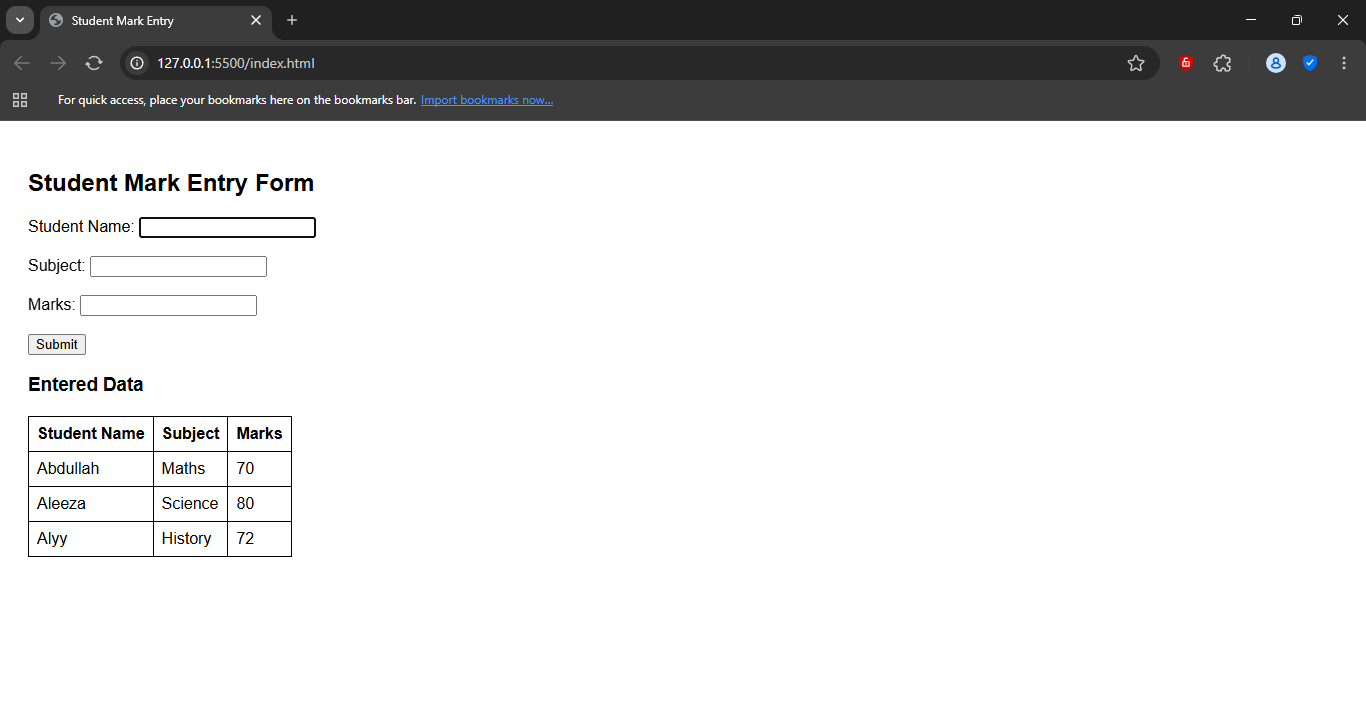 Student Mark Entry
127.0.0.1:5500/index.html
For quick access, place your bookmarks here on the bookmarks bar. Import bookmarks now...
Student Mark Entry Form
Student Name:
Subject:
Marks:
Submit
Entered Data
Student Name Subject Marks
Abdullah Maths 70
Aleeza Science 80
Alyy History 72